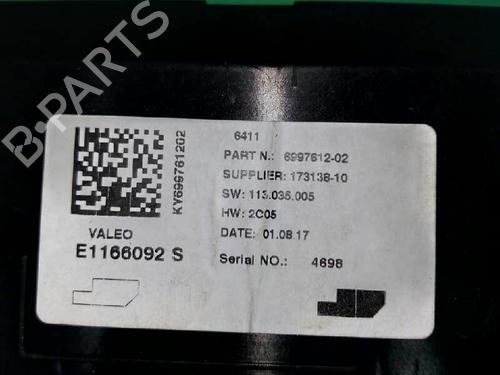 B-PARTS
KY699761202
VALEO
E1166092 S
6411
PART N.: 6997612-02
SUPPLIER: 173138-10
SW: 113.035.005
HW: 2C05
DATE: 01.08.17
Serial NO.: 4698